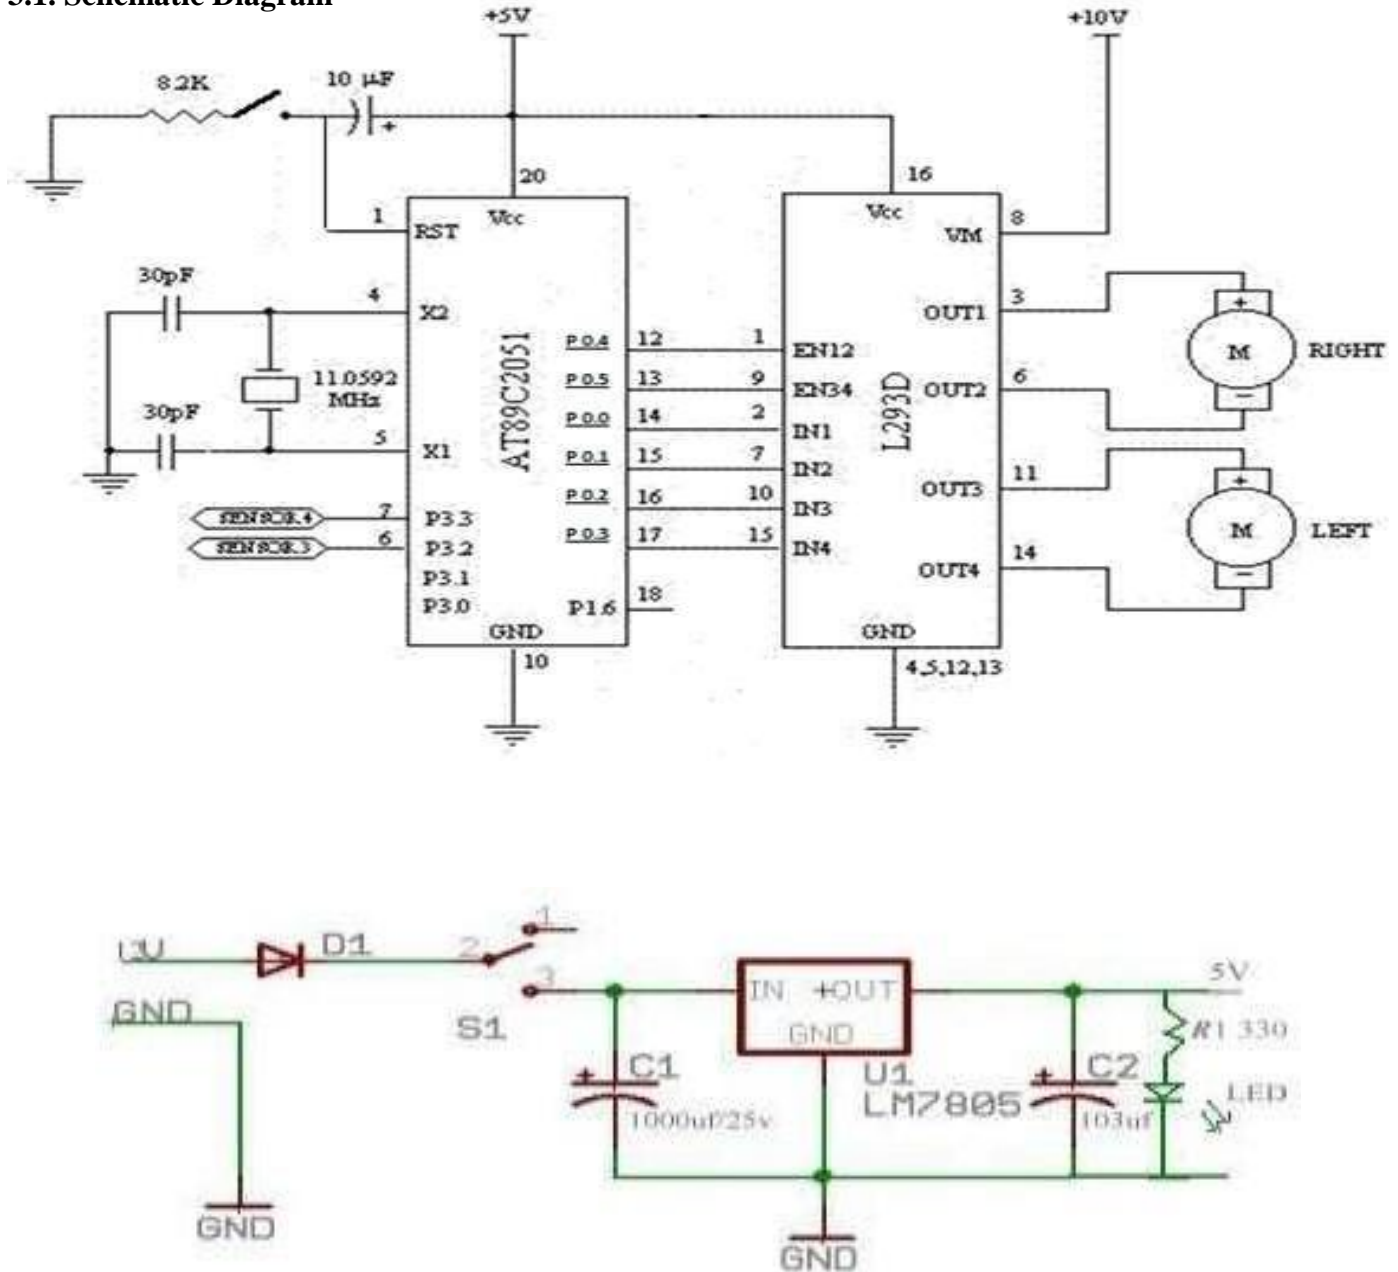 3.1. Schematic Diagram
+5V
+10V
8.2K
10 µF
20
16
Vcc
Vcc
1
RST
8
VM
30pF
4
X2
3
OUT1
+
M
RIGHT
−
AT89C2051
L293D
P0.4
12
1
EN12
11.0592
MHz
P0.5
13
9
EN34
6
OUT2
30pF
P0.0
14
2
IN1
5
X1
P0.1
15
7
IN2
11
OUT3
+
M
LEFT
−
P0.2
16
10
IN3
SENSOR4
7
P3.3
P0.3
17
15
IN4
SENSOR3
6
P3.2
14
OUT4
P3.1
P3.0
P1.6
18
GND
GND
10
4,5,12,13
D1
1
2
3
S1
GND
IN +OUT
GND
5V
R1 330
C1
1000uf/25v
U1
LM7805
C2
103uf
LED
GND
GND